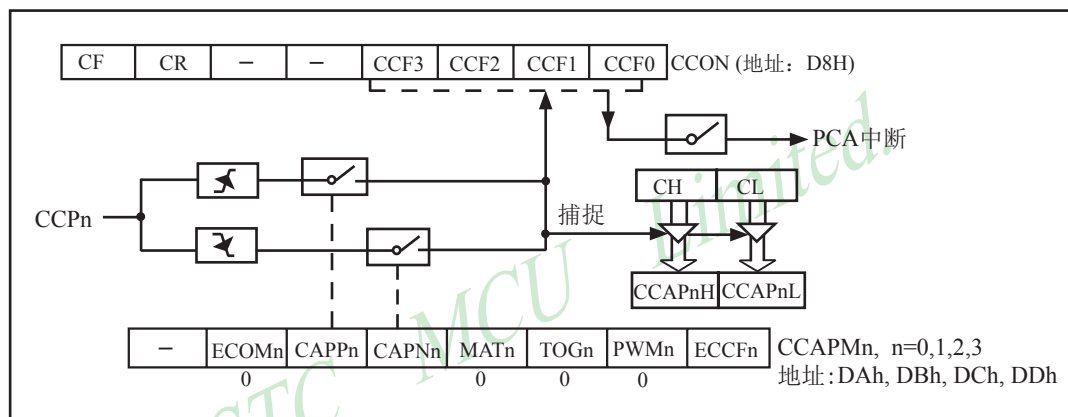 CF CR – – CCF3 CCF2 CCF1 CCF0 CCON (地址：D8H)
PCA中断
CH CL
CCPn
捕捉
CCAPnH CCAPnL
– ECOMn CAPPn CAPNn MATn TOGn PWMn ECCFn CCAPMn, n=0,1,2,3
0 0 0 0
地址:DAh, DBh, DCh, DDh
STC MCU Limited.